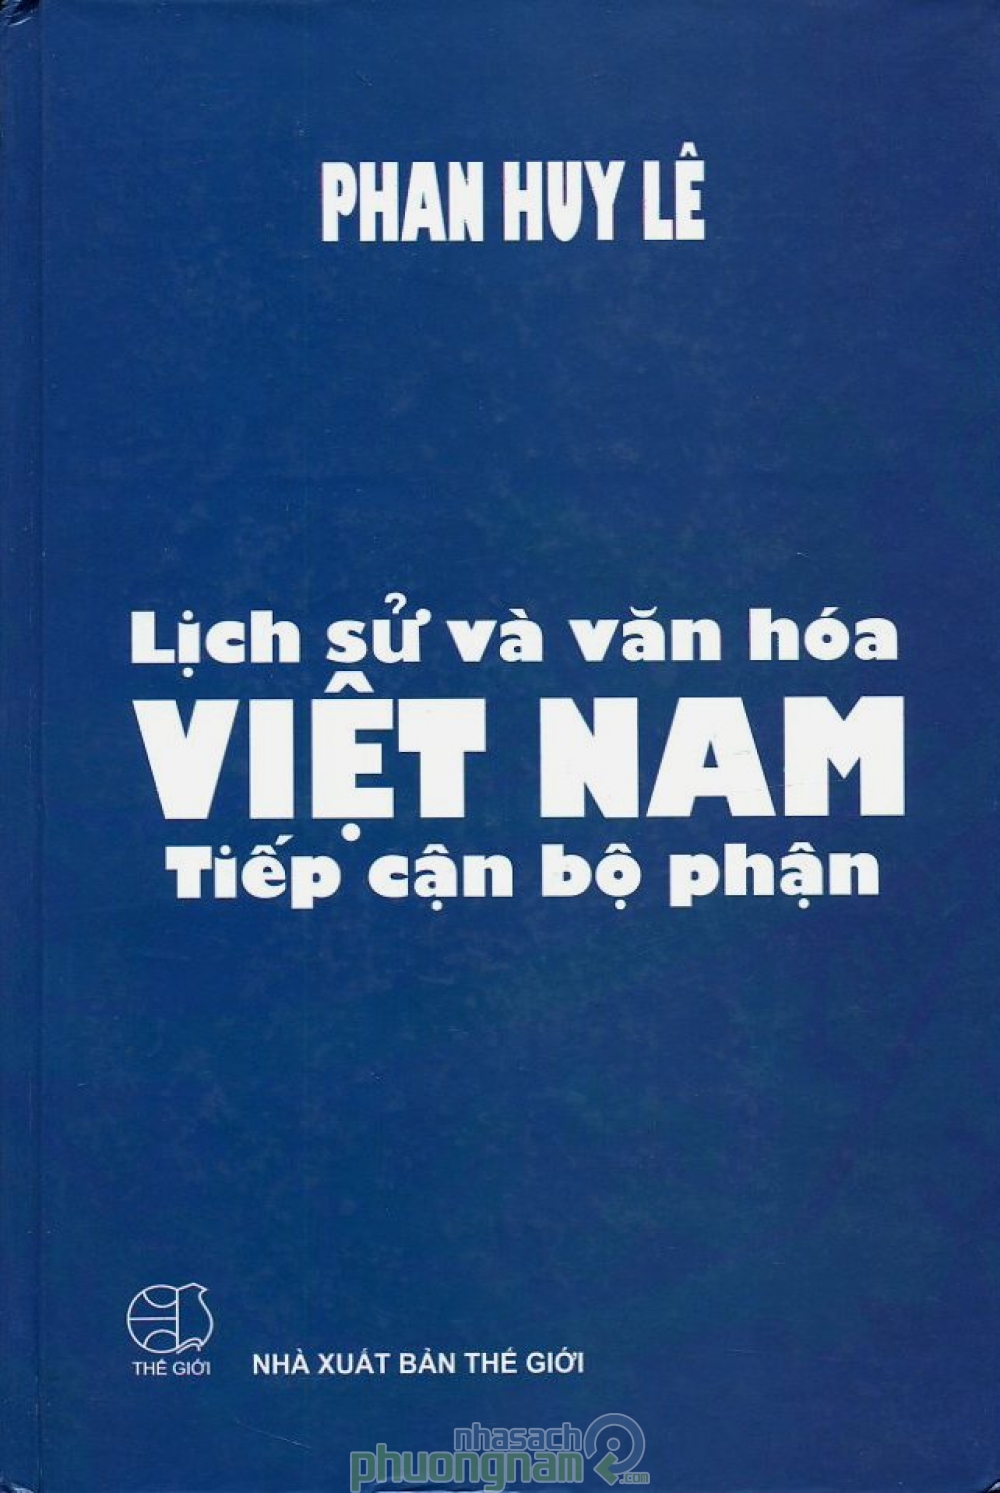 PHAN HUY LÊ
Lịch sử và văn hóa
VIỆT NAM
Tiếp cận bộ phận
THẾ GIỚI
NHÀ XUẤT BẢN THẾ GIỚI
nhasach
phuongnam.com